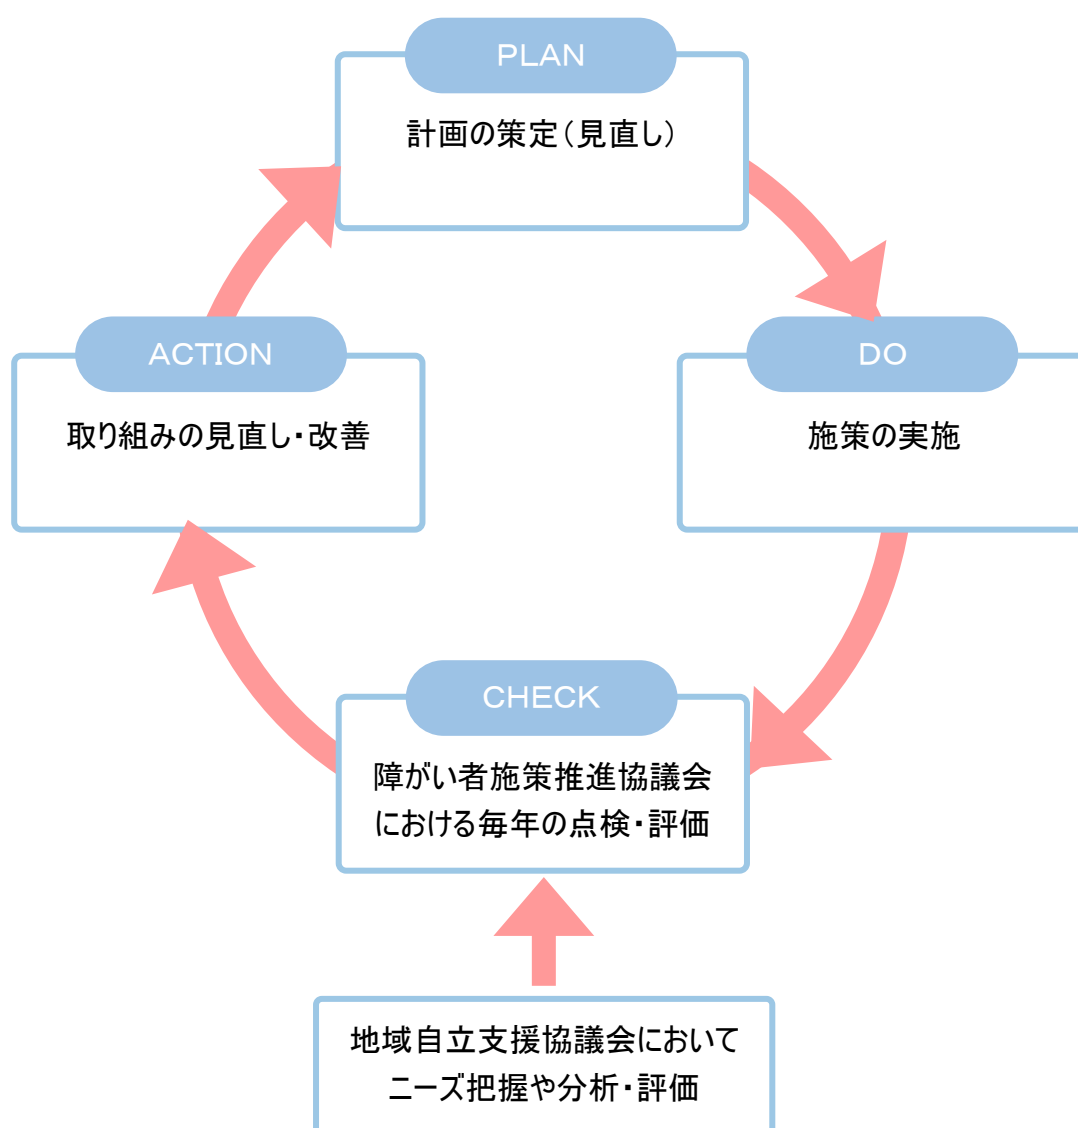 PLAN
計画の策定(見直し)
ACTION
取り組みの見直し・改善
DO
施策の実施
CHECK
障がい者施策推進協議会
における毎年の点検・評価
地域自立支援協議会において
ニーズ把握や分析・評価